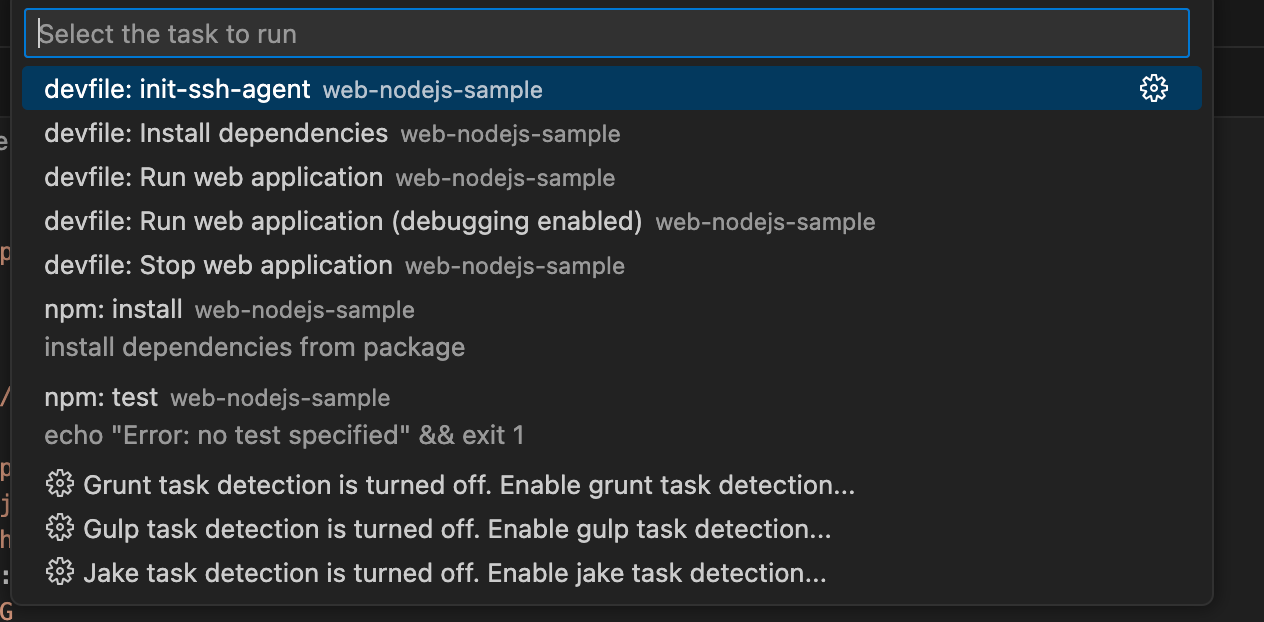 Select the task to run
devfile: init-ssh-agent web-nodejs-sample
devfile: Install dependencies web-nodejs-sample
devfile: Run web application web-nodejs-sample
devfile: Run web application (debugging enabled) web-nodejs-sample
devfile: Stop web application web-nodejs-sample
npm: install web-nodejs-sample
install dependencies from package
npm: test web-nodejs-sample
echo "Error: no test specified" && exit 1
Grunt task detection is turned off. Enable grunt task detection...
Gulp task detection is turned off. Enable gulp task detection...
Jake task detection is turned off. Enable jake task detection...